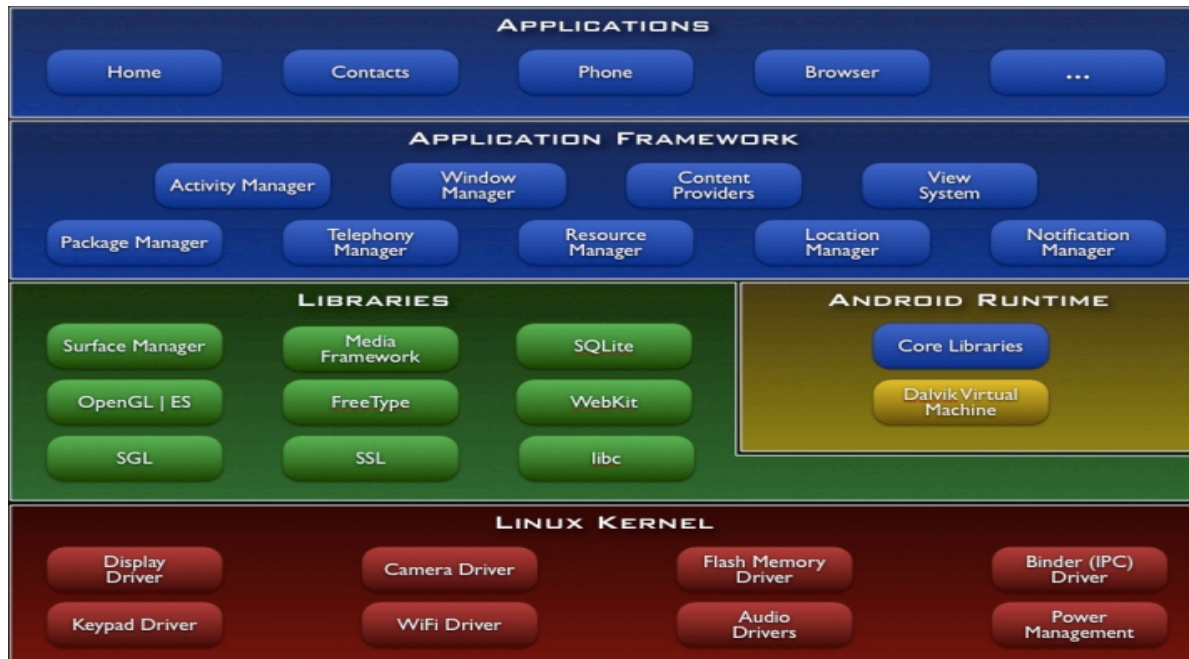 APPLICATIONS
Home
Contacts
Phone
Browser
...
APPLICATION FRAMEWORK
Activity Manager
Window
Manager
Content
Providers
View
System
Package Manager
Telephony
Manager
Resource
Manager
Location
Manager
Notification
Manager
LIBRARIES
Surface Manager
Media
Framework
SQLite
OpenGL | ES
FreeType
WebKit
SGL
SSL
libc
ANDROID RUNTIME
Core Libraries
Dalvik Virtual
Machine
LINUX KERNEL
Display
Driver
Camera Driver
Flash Memory
Driver
Binder (IPC)
Driver
Keypad Driver
WiFi Driver
Audio
Drivers
Power
Management